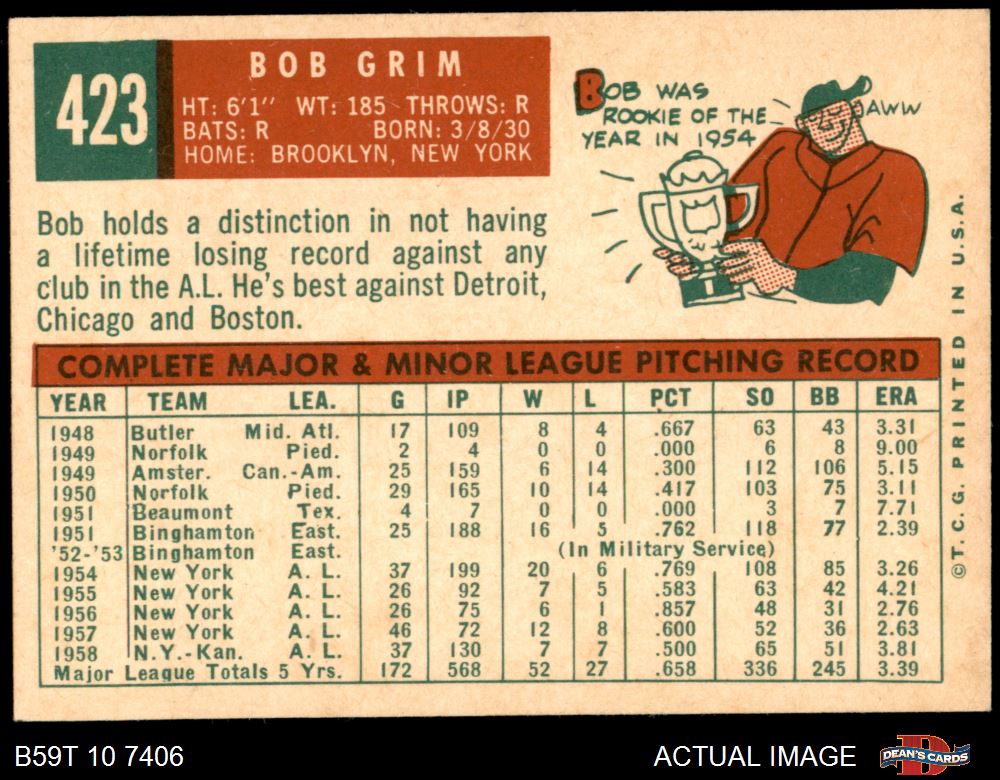 423
BOB GRIM
HT: 6'1" WT: 185 THROWS: R
BATS: R BORN: 3/8/30
HOME: BROOKLYN, NEW YORK
BOB WAS
ROOKIE OF THE
YEAR IN 1954
AWW
Bob holds a distinction in not having
a lifetime losing record against any
club in the A.L. He's best against Detroit,
Chicago and Boston.
COMPLETE MAJOR & MINOR LEAGUE PITCHING RECORD
YEAR TEAM LEA. G IP W L PCT SO BB ERA
1948 Butler Mid. Atl. 17 109 8 4 .667 63 43 3.31
1949 Norfolk Pied. 2 4 0 0 .000 6 8 9.00
1949 Amster. Can.-Am. 25 159 6 14 .300 112 106 5.15
1950 Norfolk Pied. 29 165 10 14 .417 103 75 3.11
1951 Beaumont Tex. 4 7 0 0 .000 3 7 7.71
1951 Binghamton East. 25 188 16 5 .762 118 77 2.39
'52-'53 Binghamton East. (In Military Service)
1954 New York A. L. 37 199 20 6 .769 108 85 3.26
1955 New York A. L. 26 92 7 5 .583 63 42 4.21
1956 New York A. L. 26 75 6 1 .857 48 31 2.76
1957 New York A. L. 46 72 12 8 .600 52 36 2.63
1958 N.Y.-Kan. A. L. 37 130 7 7 .500 65 51 3.81
Major League Totals 5 Yrs. 172 568 52 27 .658 336 245 3.39
©T. C. G. PRINTED IN U.S.A.
B59T 10 7406
ACTUAL IMAGE
DEAN'S CARDS